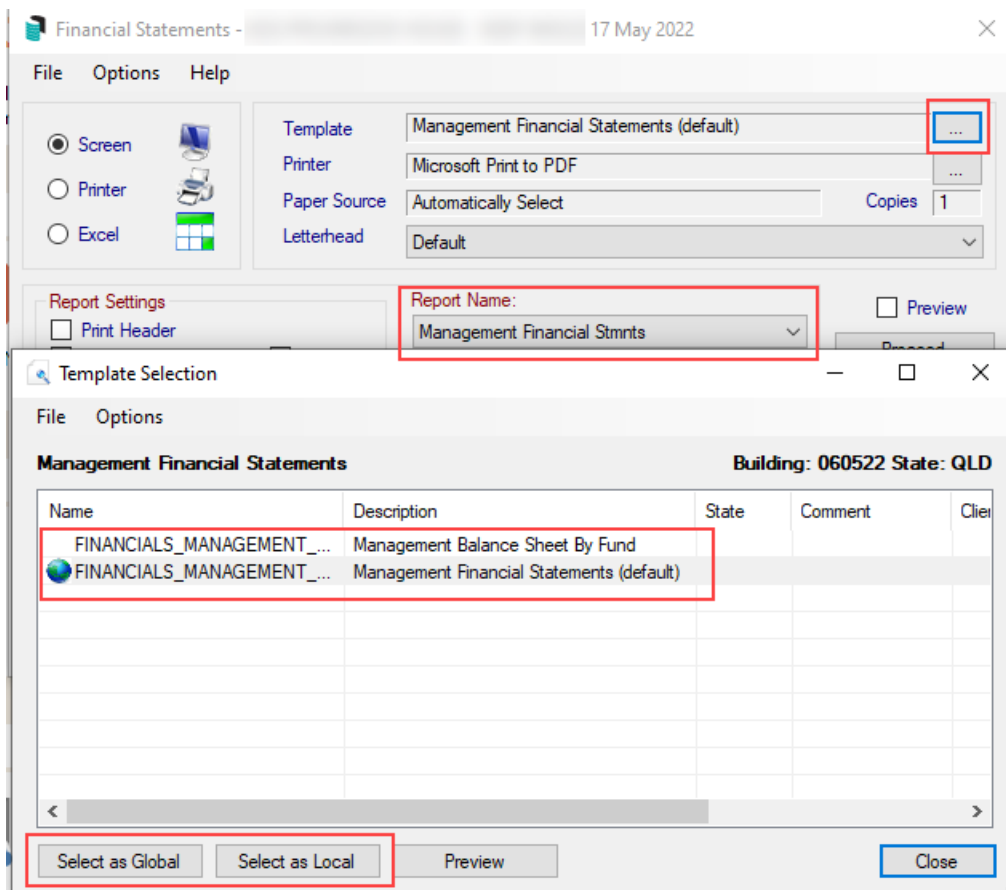 Financial Statements - 17 May 2022
File Options Help
Screen
Printer
Excel
Template Management Financial Statements (default) ...
Printer Microsoft Print to PDF ...
Paper Source Automatically Select Copies 1
Letterhead Default
Report Settings
Print Header
Report Name:
Management Financial Stmnts
Preview
Proceed
Template Selection
File Options
Management Financial Statements Building: 060522 State: QLD
Name Description State Comment Clier
FINANCIALS_MANAGEMENT_... Management Balance Sheet By Fund
FINANCIALS_MANAGEMENT_... Management Financial Statements (default)
Select as Global Select as Local Preview Close